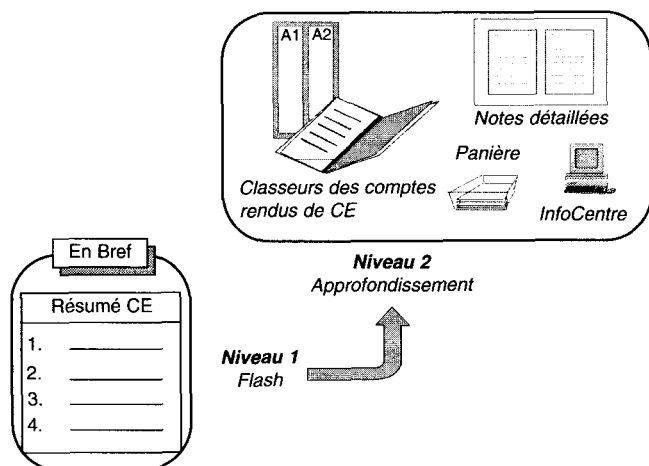 A1 A2
Notes détaillées
Classeurs des comptes
rendus de CE
Panière
InfoCentre
Niveau 2
Approfondissement
Niveau 1
Flash
En Bref
Résumé CE
1.
2.
3.
4.